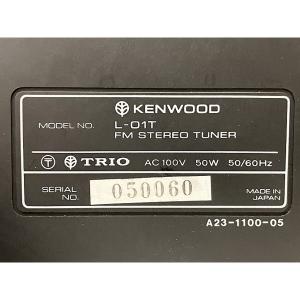 KENWOOD
MODEL NO. L-01T
FM STEREO TUNER
T TRIO AC 100V 50W 50/60Hz
SERIAL NO. 050060 MADE IN JAPAN
A23-1100-05